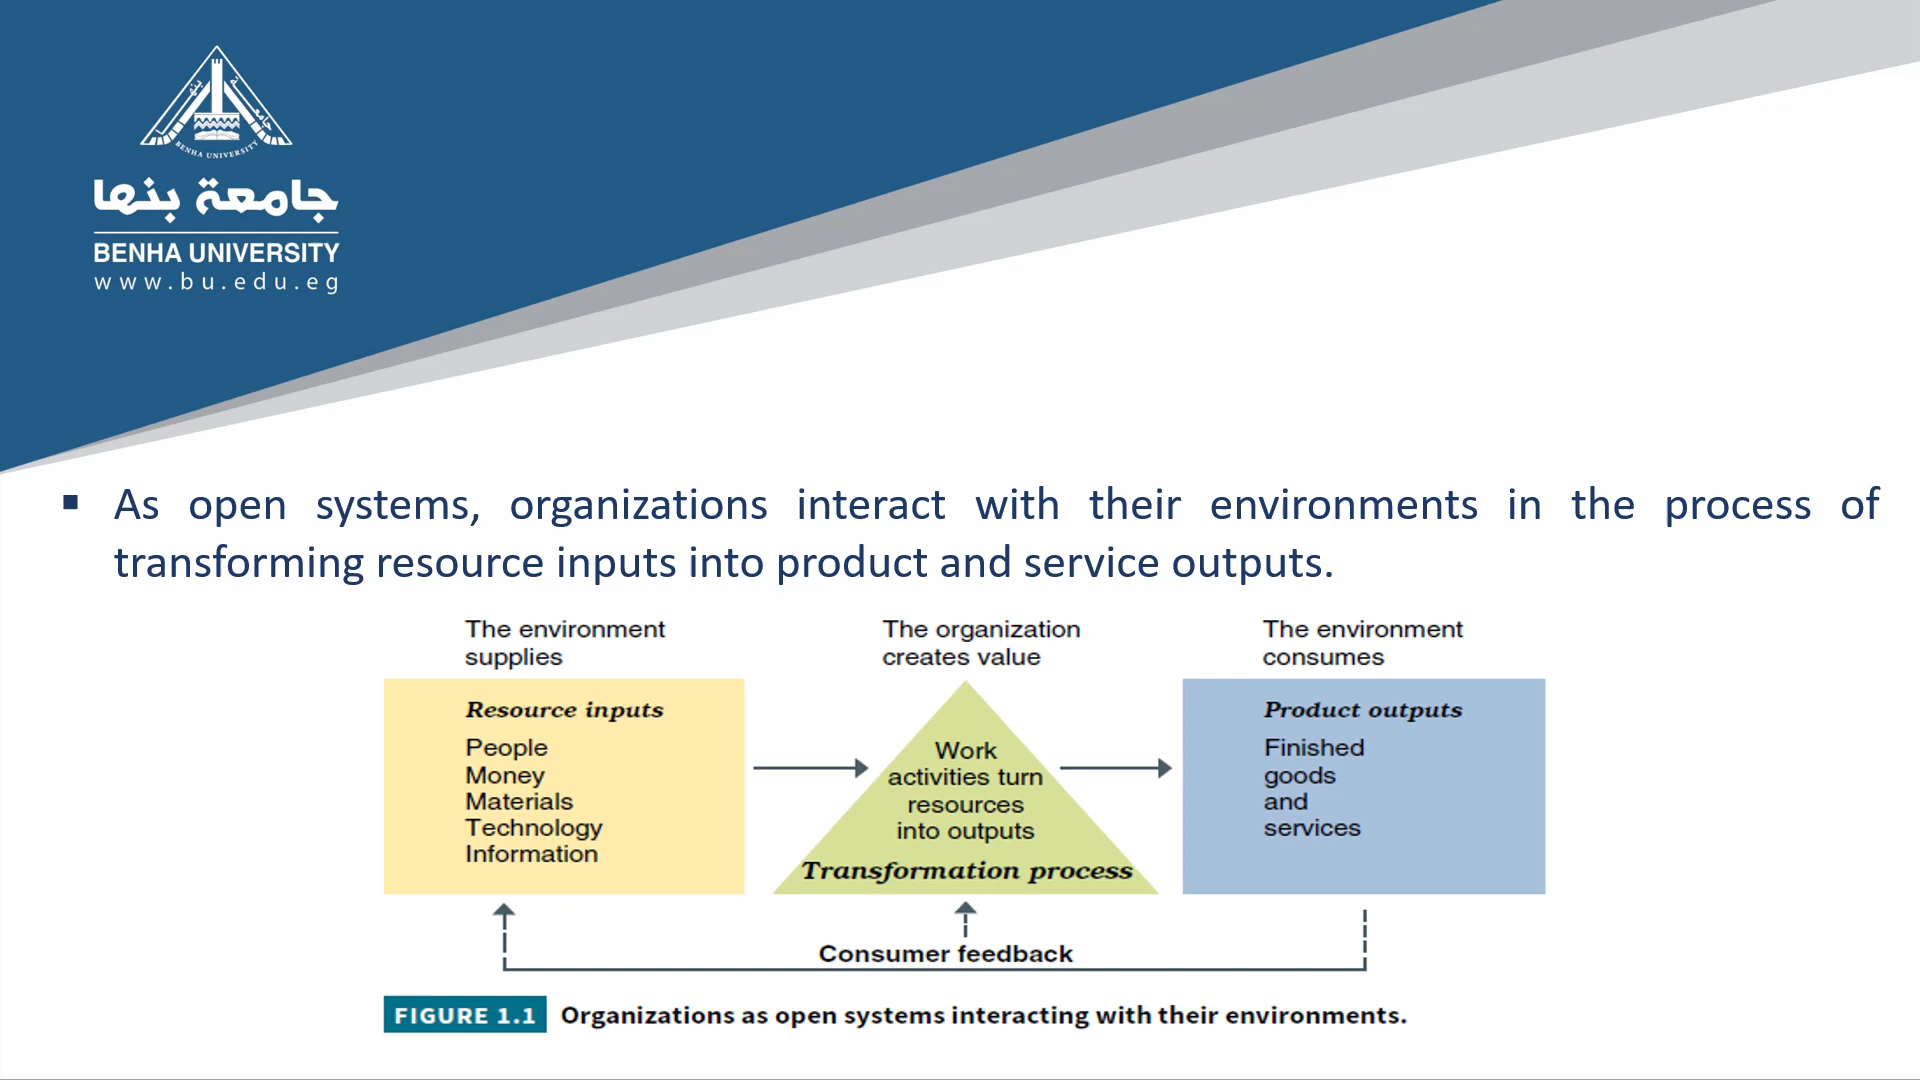 BENHA UNIVERSITY
جامعة بنها
BENHA UNIVERSITY
www.bu.edu.eg
▪ As open systems, organizations interact with their environments in the process of
transforming resource inputs into product and service outputs.
The environment
supplies
Resource inputs
People
Money
Materials
Technology
Information
The organization
creates value
Work
activities turn
resources
into outputs
Transformation process
The environment
consumes
Product outputs
Finished
goods
and
services
Consumer feedback
FIGURE 1.1 Organizations as open systems interacting with their environments.